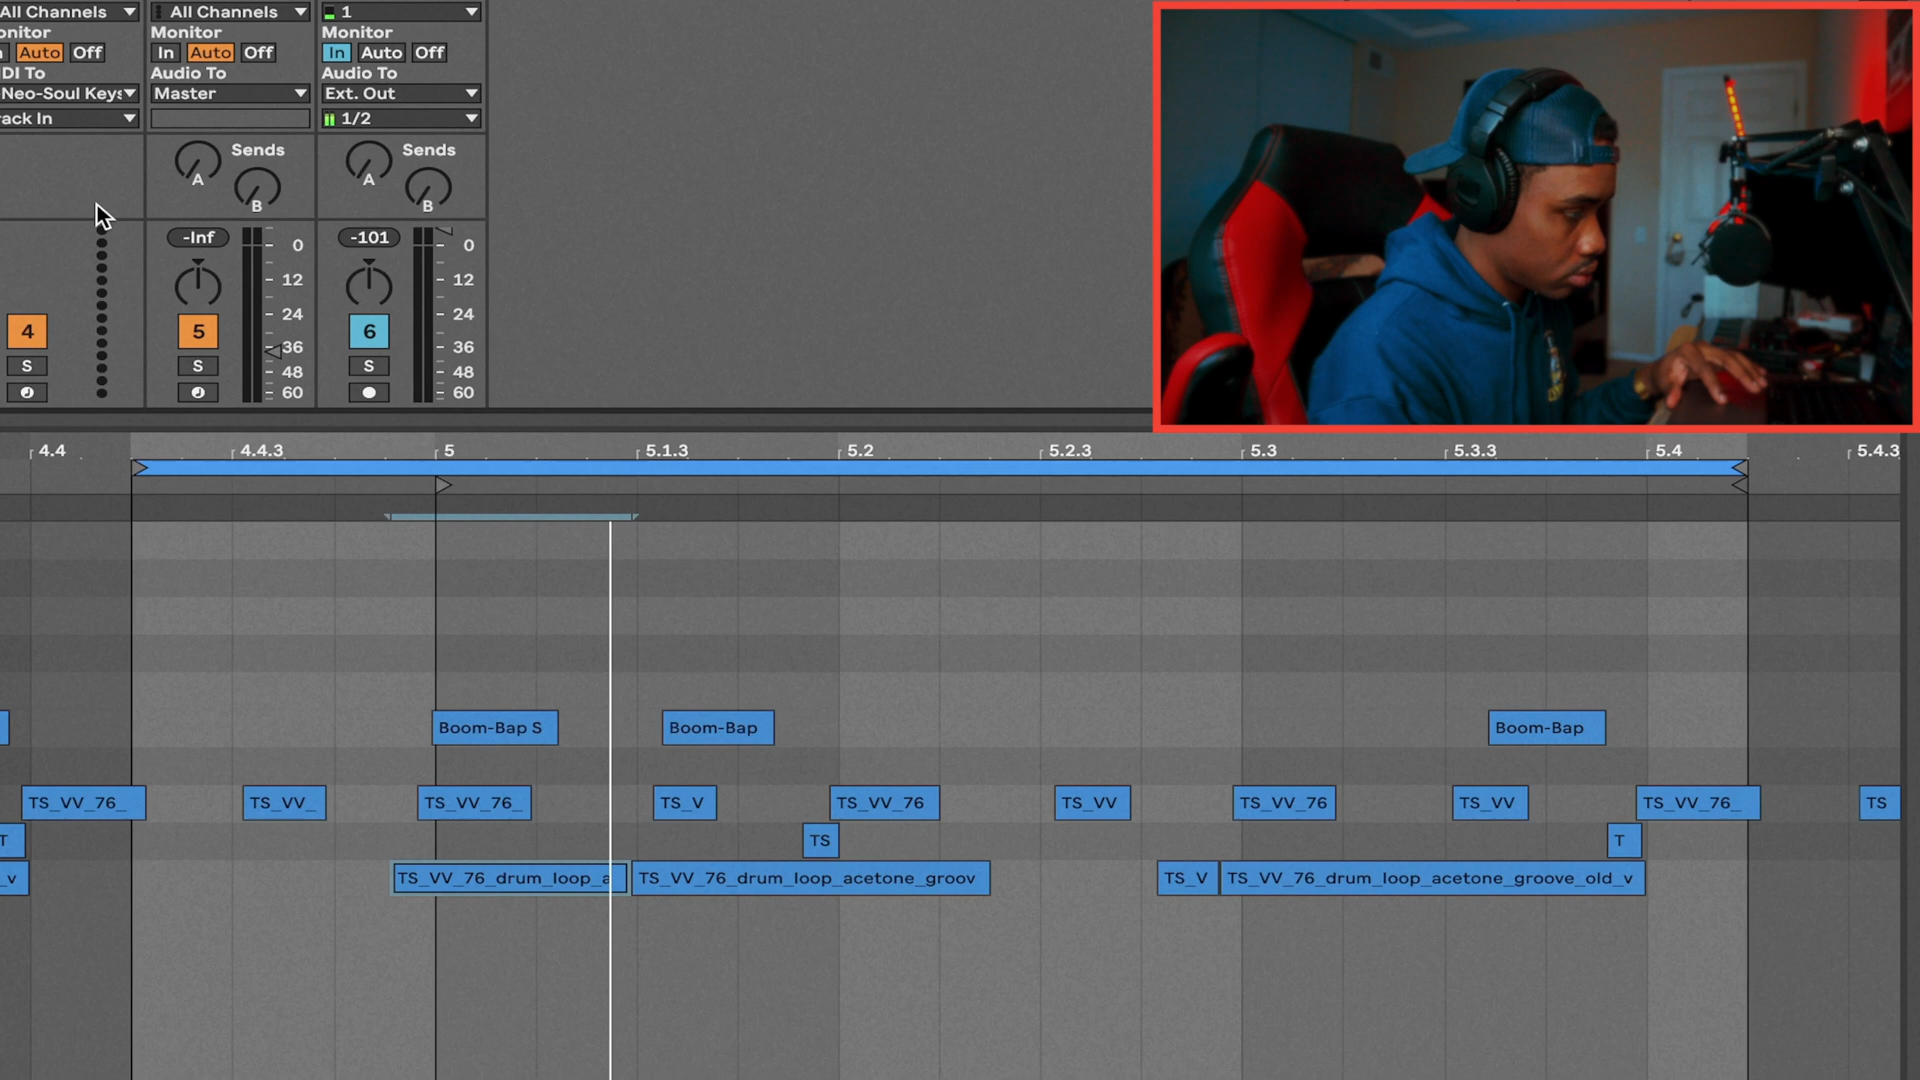 All Channels
All Channels
1
onitor
Monitor
Monitor
Auto Off
In Auto Off
In Auto Off
IDI To
Audio To
Audio To
-Neo-Soul Keys
Master
Ext. Out
rack In
1/2
Sends
Sends
A
A
B
B
-Inf
-101
0
12
24
36
48
60
0
12
24
36
48
60
4
5
6
S
S
S
4.4
4.4.3
5
5.1.3
5.2
5.2.3
5.3
5.3.3
5.4
5.4.3
Boom-Bap S
Boom-Bap
Boom-Bap
TS_VV_76_
TS_VV_
TS_VV_76_
TS_V
TS_VV_76
TS_VV
TS_VV_76
TS_VV
TS_VV_76_
TS
T
TS
T
_v
TS_VV_76_drum_loop_a
TS_VV_76_drum_loop_acetone_groov
TS_V
TS_VV_76_drum_loop_acetone_groove_old_v